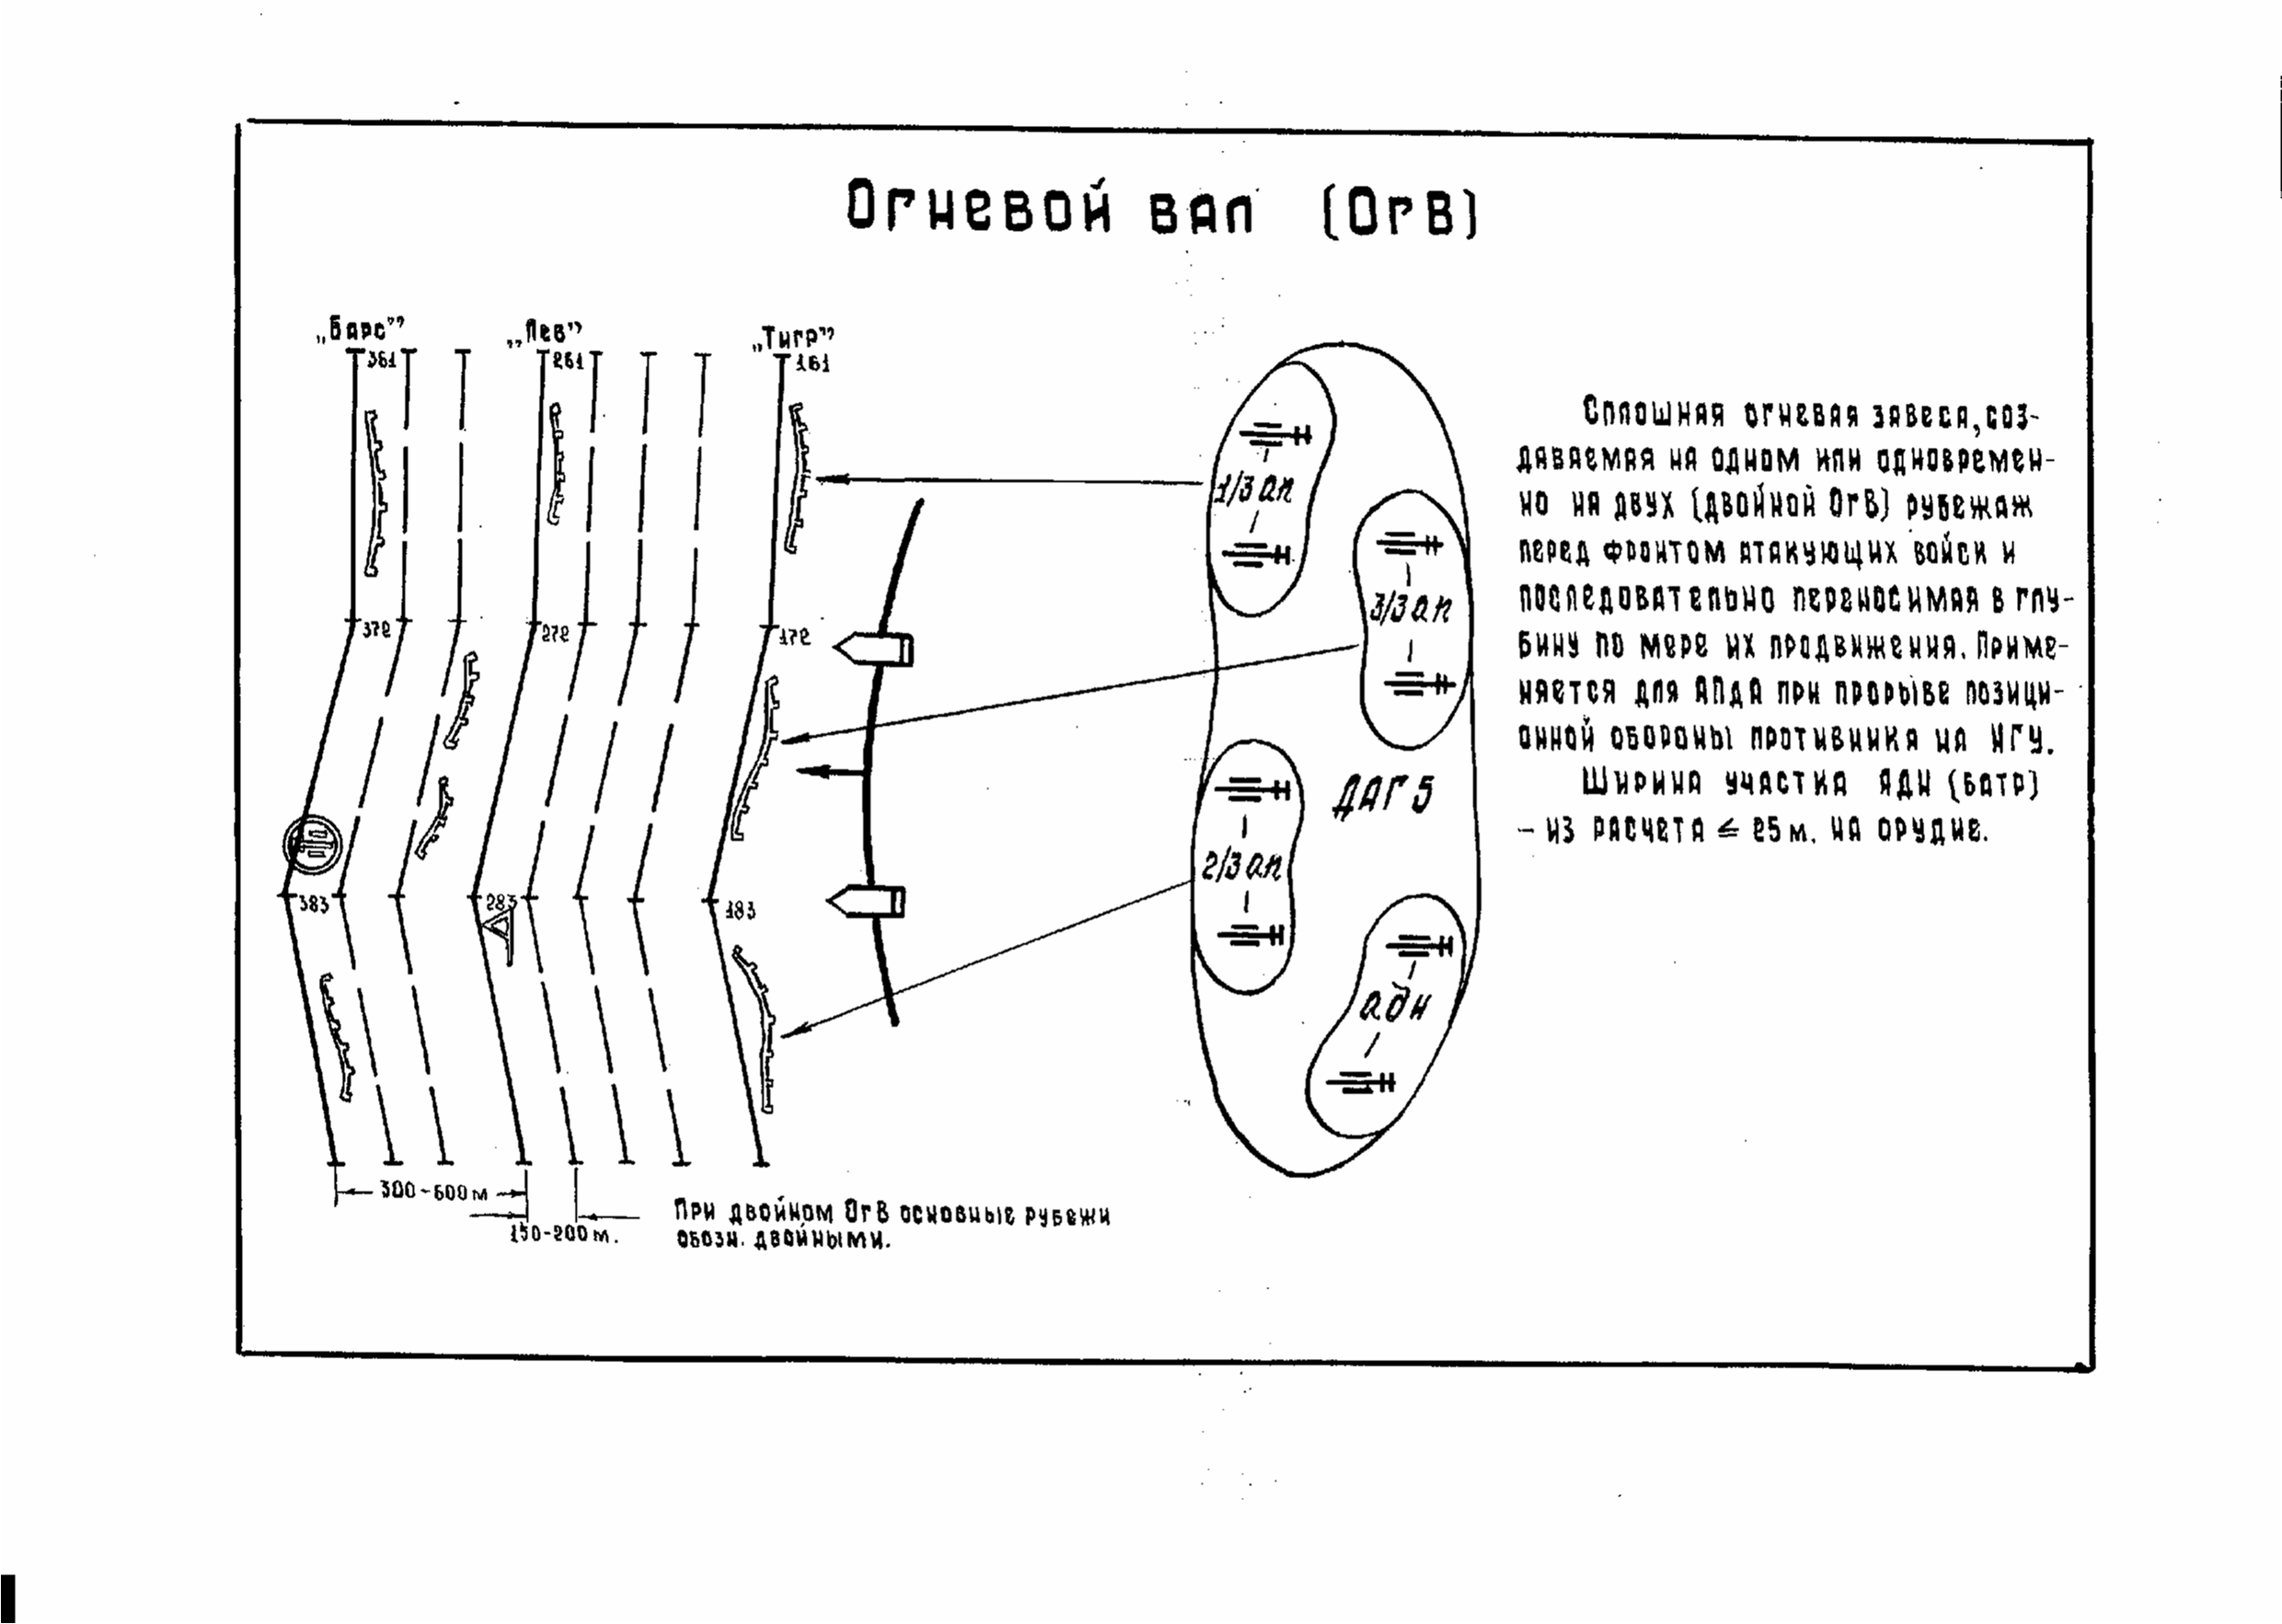 Огневой вал (ОгВ)
„Барс”
„Лев”
„Тигр”
361
261
161
372
272
172
383
283
183
1/3 ап
3/3 ап
2/3 ап
ДАГ 5
адн
Сплошная огневая завеса, соз-
даваемая на одном или одновремен-
но на двух (двойной ОгВ) рубежах
перед фронтом атакующих войск и
последовательно переносимая в глу-
бину по мере их продвижения. Приме-
няется для АПдА при прорыве позици-
онной обороны противника на НГУ.
Ширина участка АДН (батр)
– из расчета ≤ 25 м. на орудие.
300-600 м
150-200 м.
При двойном ОгВ основные рубежи
обозн. двойными.